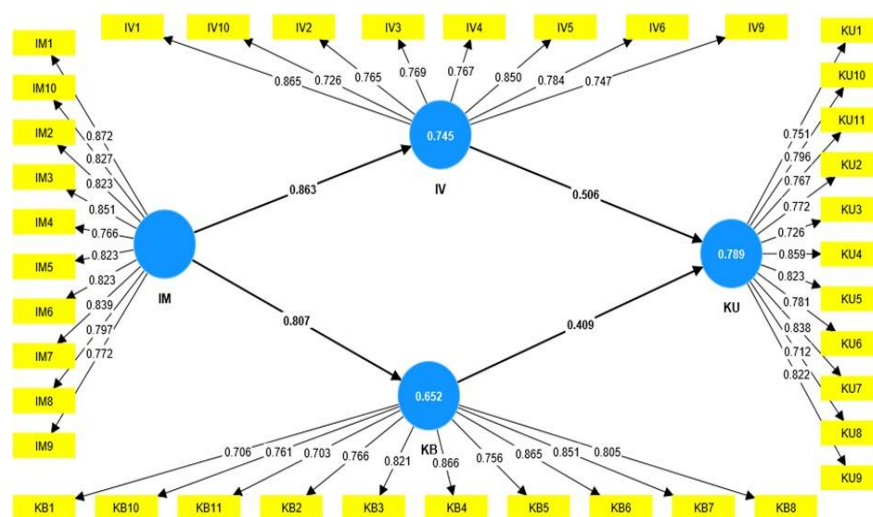 IV1 IV10 IV2 IV3 IV4 IV5 IV6 IV9
0.865 0.726 0.765 0.769 0.767 0.850 0.784 0.747
IM1
IM10
IM2
IM3
IM4
IM5
IM6
IM7
IM8
IM9
0.872
0.827
0.823
0.851
0.766
0.823
0.823
0.839
0.797
0.772
IM
0.863
0.807
0.745
IV
0.506
0.409
0.652
KB
0.789
KU
0.751
0.796
0.767
0.772
0.726
0.859
0.823
0.781
0.838
0.712
0.822
KU1
KU10
KU11
KU2
KU3
KU4
KU5
KU6
KU7
KU8
KU9
0.706 0.761 0.703 0.766 0.821 0.866 0.756 0.865 0.851 0.805
KB1 KB10 KB11 KB2 KB3 KB4 KB5 KB6 KB7 KB8